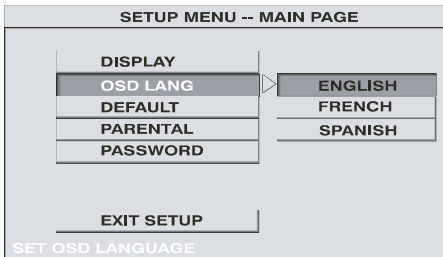 SETUP MENU -- MAIN PAGE
DISPLAY
OSD LANG
DEFAULT
PARENTAL
PASSWORD
ENGLISH
FRENCH
SPANISH
EXIT SETUP
SET OSD LANGUAGE